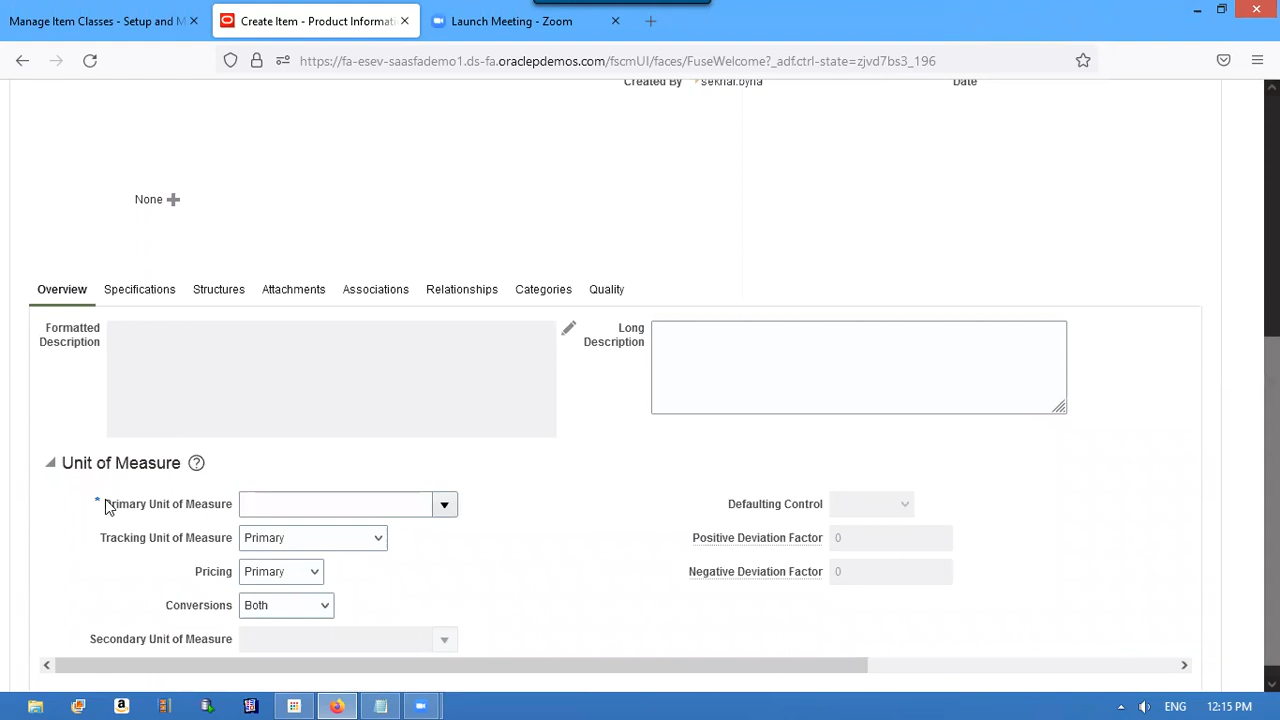 Manage Item Classes - Setup and M
Create Item - Product Informati
Launch Meeting - Zoom
https://fa-esev-saasfademo1.ds-fa.oraclepdemos.com/fscmUI/faces/FuseWelcome?_adf.ctrl-state=zjvd7bs3_196
Created By sekhar.byna Date
None
Overview Specifications Structures Attachments Associations Relationships Categories Quality
Formatted Description
Long Description
Unit of Measure
* Primary Unit of Measure
Defaulting Control
Tracking Unit of Measure Primary
Positive Deviation Factor 0
Pricing Primary
Negative Deviation Factor 0
Conversions Both
Secondary Unit of Measure
ENG 12:15 PM